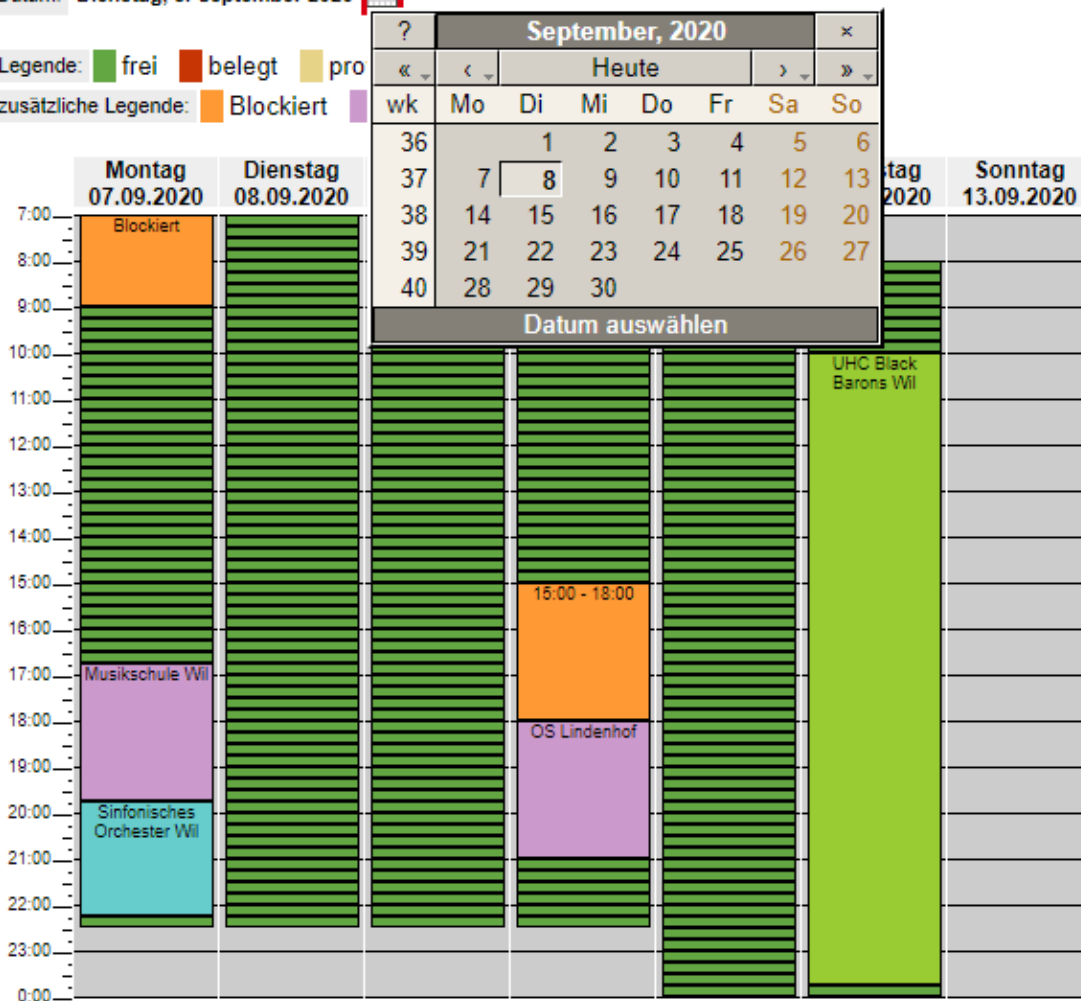 ? September, 2020 ×
Legende: frei belegt pro
« ‹ Heute › »
zusätzliche Legende: Blockiert
wk Mo Di Mi Do Fr Sa So
36 1 2 3 4 5 6
37 7 8 9 10 11 12 13
38 14 15 16 17 18 19 20
39 21 22 23 24 25 26 27
40 28 29 30
Datum auswählen
Montag Dienstag stag Sonntag
07.09.2020 08.09.2020 2020 13.09.2020
7:00
Blockiert
8:00
9:00
10:00
UHC Black
Barons Wil
11:00
12:00
13:00
14:00
15:00
15:00 - 18:00
16:00
17:00
Musikschule Wil
18:00
OS Lindenhof
19:00
20:00
Sinfonisches
Orchester Wil
21:00
22:00
23:00
0:00